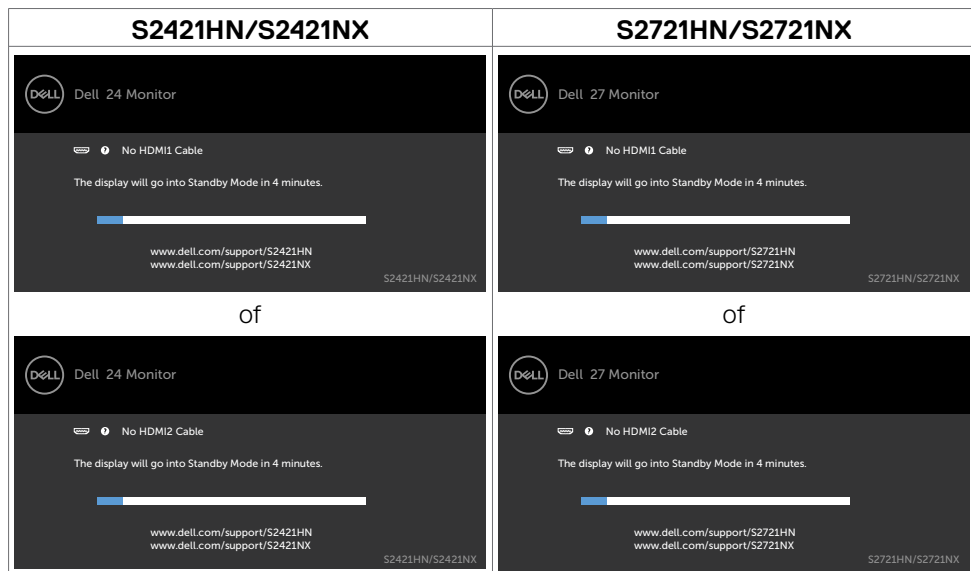 S2421HN/S2421NX
S2721HN/S2721NX
DELL
Dell 24 Monitor
No HDMI1 Cable
The display will go into Standby Mode in 4 minutes.
www.dell.com/support/S2421HN
www.dell.com/support/S2421NX
S2421HN/S2421NX
DELL
Dell 27 Monitor
No HDMI1 Cable
The display will go into Standby Mode in 4 minutes.
www.dell.com/support/S2721HN
www.dell.com/support/S2721NX
S2721HN/S2721NX
of
of
DELL
Dell 24 Monitor
No HDMI2 Cable
The display will go into Standby Mode in 4 minutes.
www.dell.com/support/S2421HN
www.dell.com/support/S2421NX
S2421HN/S2421NX
DELL
Dell 27 Monitor
No HDMI2 Cable
The display will go into Standby Mode in 4 minutes.
www.dell.com/support/S2721HN
www.dell.com/support/S2721NX
S2721HN/S2721NX